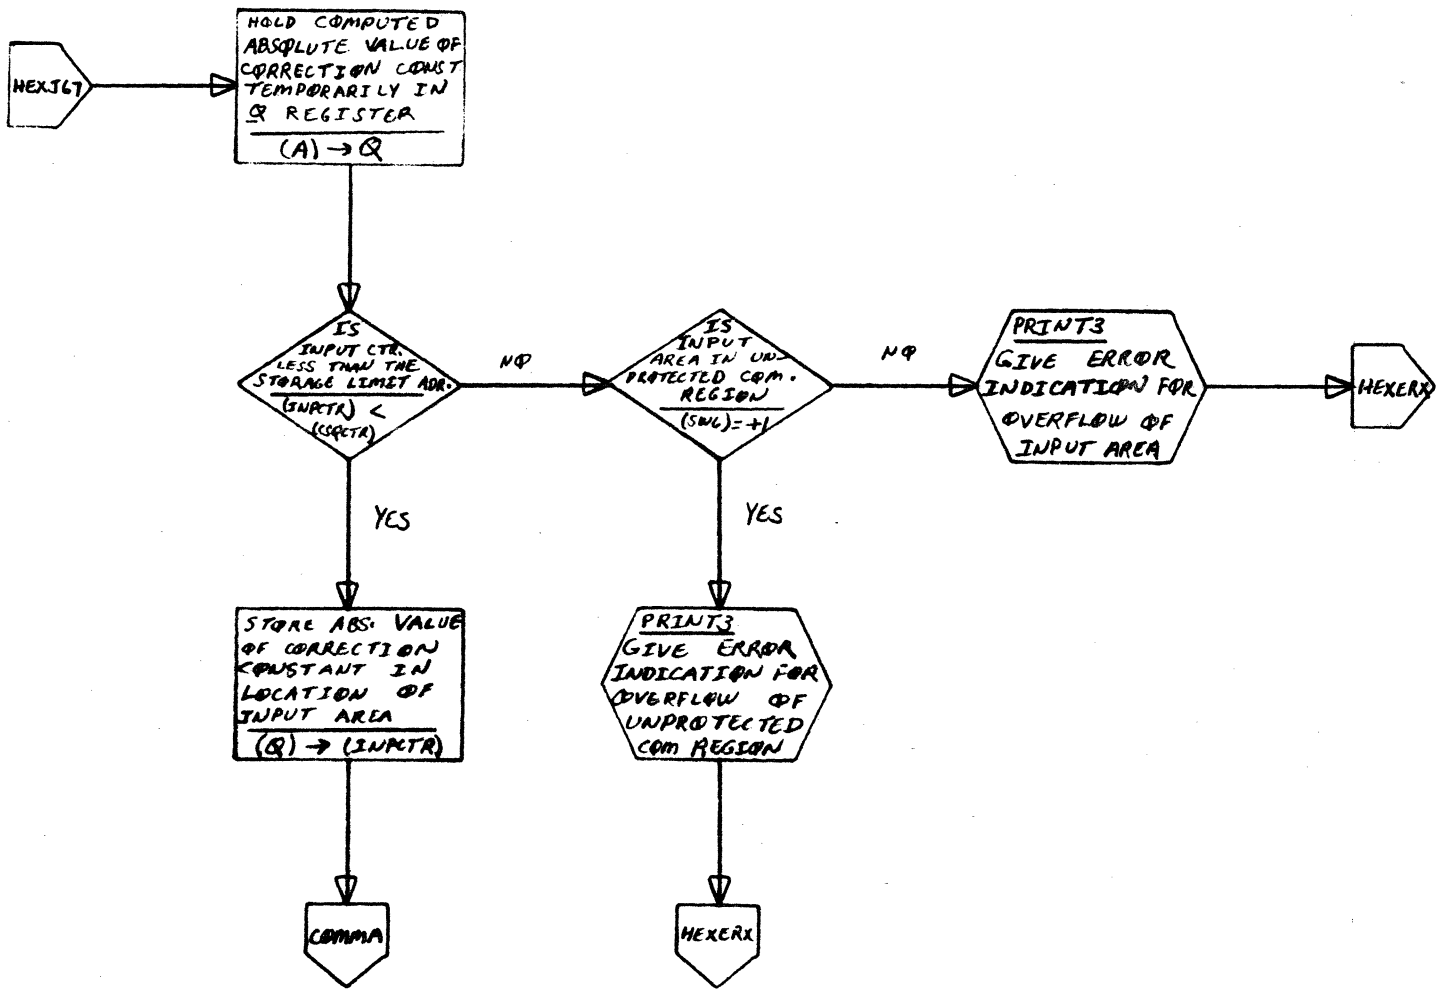 HEXJ67
HOLD COMPUTED
ABSOLUTE VALUE OF
CORRECTION CONST
TEMPORARILY IN
Q REGISTER
(A) → Q
IS
INPUT CTR.
LESS THAN THE
STORAGE LIMIT ADR.
(INPCTR) <
NO
IS
INPUT
AREA IN UN-
PROTECTED COM.
REGION
(SW6)=+1
NO
PRINT3
GIVE ERROR
INDICATION FOR
OVERFLOW OF
INPUT AREA
HEXERX
YES
YES
STORE ABS. VALUE
OF CORRECTION
CONSTANT IN
LOCATION OF
INPUT AREA
(Q) → (INPCTR)
PRINT3
GIVE ERROR
INDICATION FOR
OVERFLOW OF
UNPROTECTED
COM REGION
COMMA
HEXERX